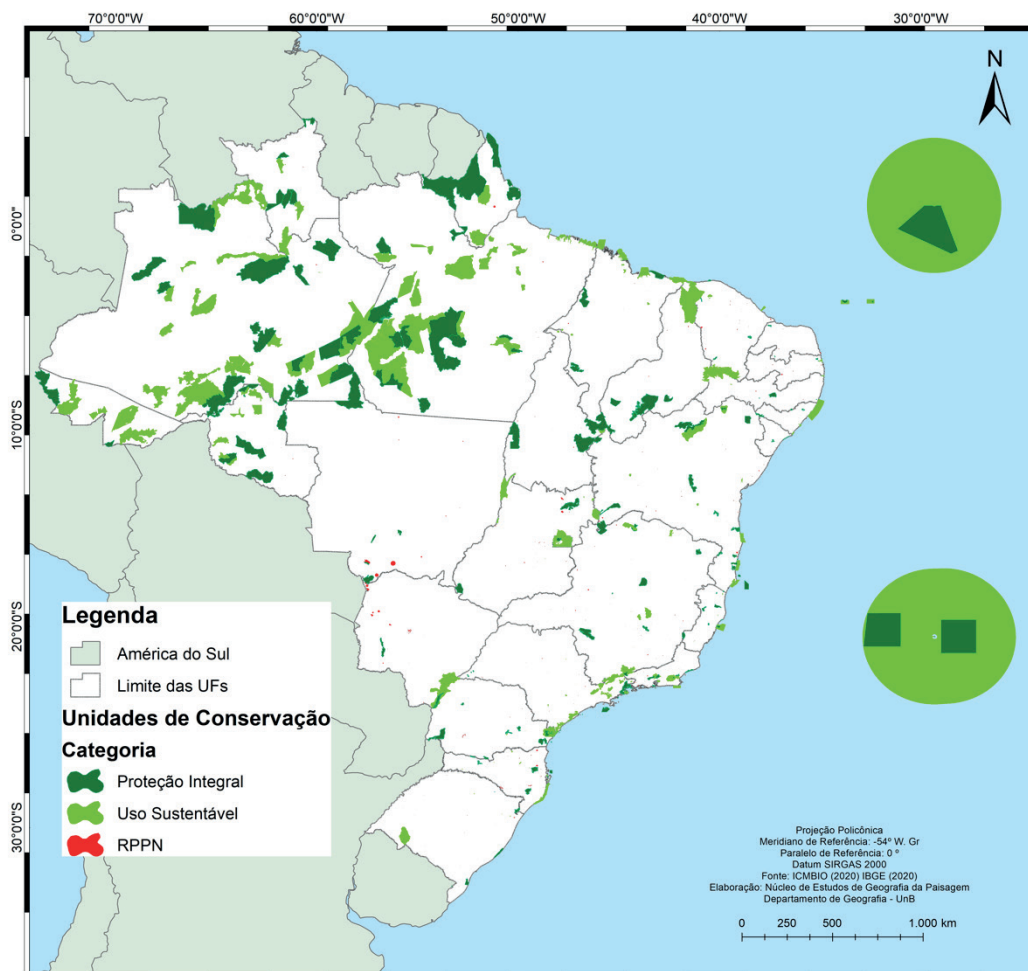 70°0'0"W 60°0'0"W 50°0'0"W 40°0'0"W 30°0'0"W
N
0°0'0"
10°0'0"S
20°0'0"S
30°0'0"S
Legenda
América do Sul
Limite das UFs
Unidades de Conservação
Categoria
Proteção Integral
Uso Sustentável
RPPN
Projeção Policônica
Meridiano de Referência: -54º W. Gr
Paralelo de Referência: 0 º
Datum SIRGAS 2000
Fonte: ICMBIO (2020) IBGE (2020)
Elaboração: Núcleo de Estudos de Geografia da Paisagem
Departamento de Geografia - UnB
0 250 500 1.000 km